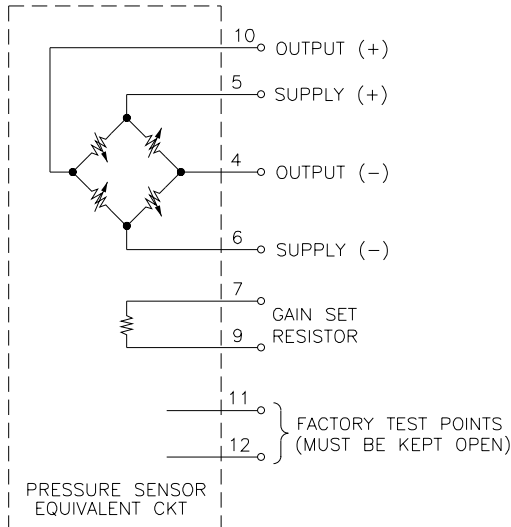 10 OUTPUT (+)
5 SUPPLY (+)
4 OUTPUT (-)
6 SUPPLY (-)
7
GAIN SET
RESISTOR
9
11
FACTORY TEST POINTS
(MUST BE KEPT OPEN)
12
PRESSURE SENSOR
EQUIVALENT CKT